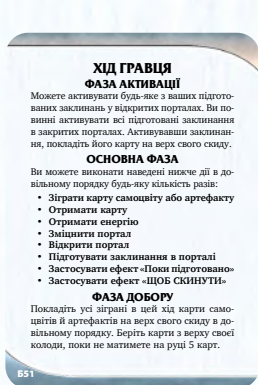 ХІД ГРАВЦЯ
ФАЗА АКТИВАЦІЇ
Можете активувати будь-яке з ваших підгото-
ваних заклинань у відкритих порталах. Ви по-
винні активувати всі підготовані заклинання
в закритих порталах. Активувавши заклинан-
ня, покладіть його карту на верх свого скиду.
ОСНОВНА ФАЗА
Ви можете виконати наведені нижче дії в до-
вільному порядку будь-яку кількість разів:
• Зіграти карту самоцвіту або артефакту
• Отримати карту
• Отримати енергію
• Зміцнити портал
• Відкрити портал
• Підготувати заклинання в порталі
• Застосувати ефект «Поки підготовано»
• Застосувати ефект «ЩОБ СКИНУТИ»
ФАЗА ДОБОРУ
Покладіть усі зіграні в цей хід карти само-
цвітів й артефактів на верх свого скиду в до-
вільному порядку. Беріть карти з верху своєї
колоди, поки не матимете на руці 5 карт.
Б51